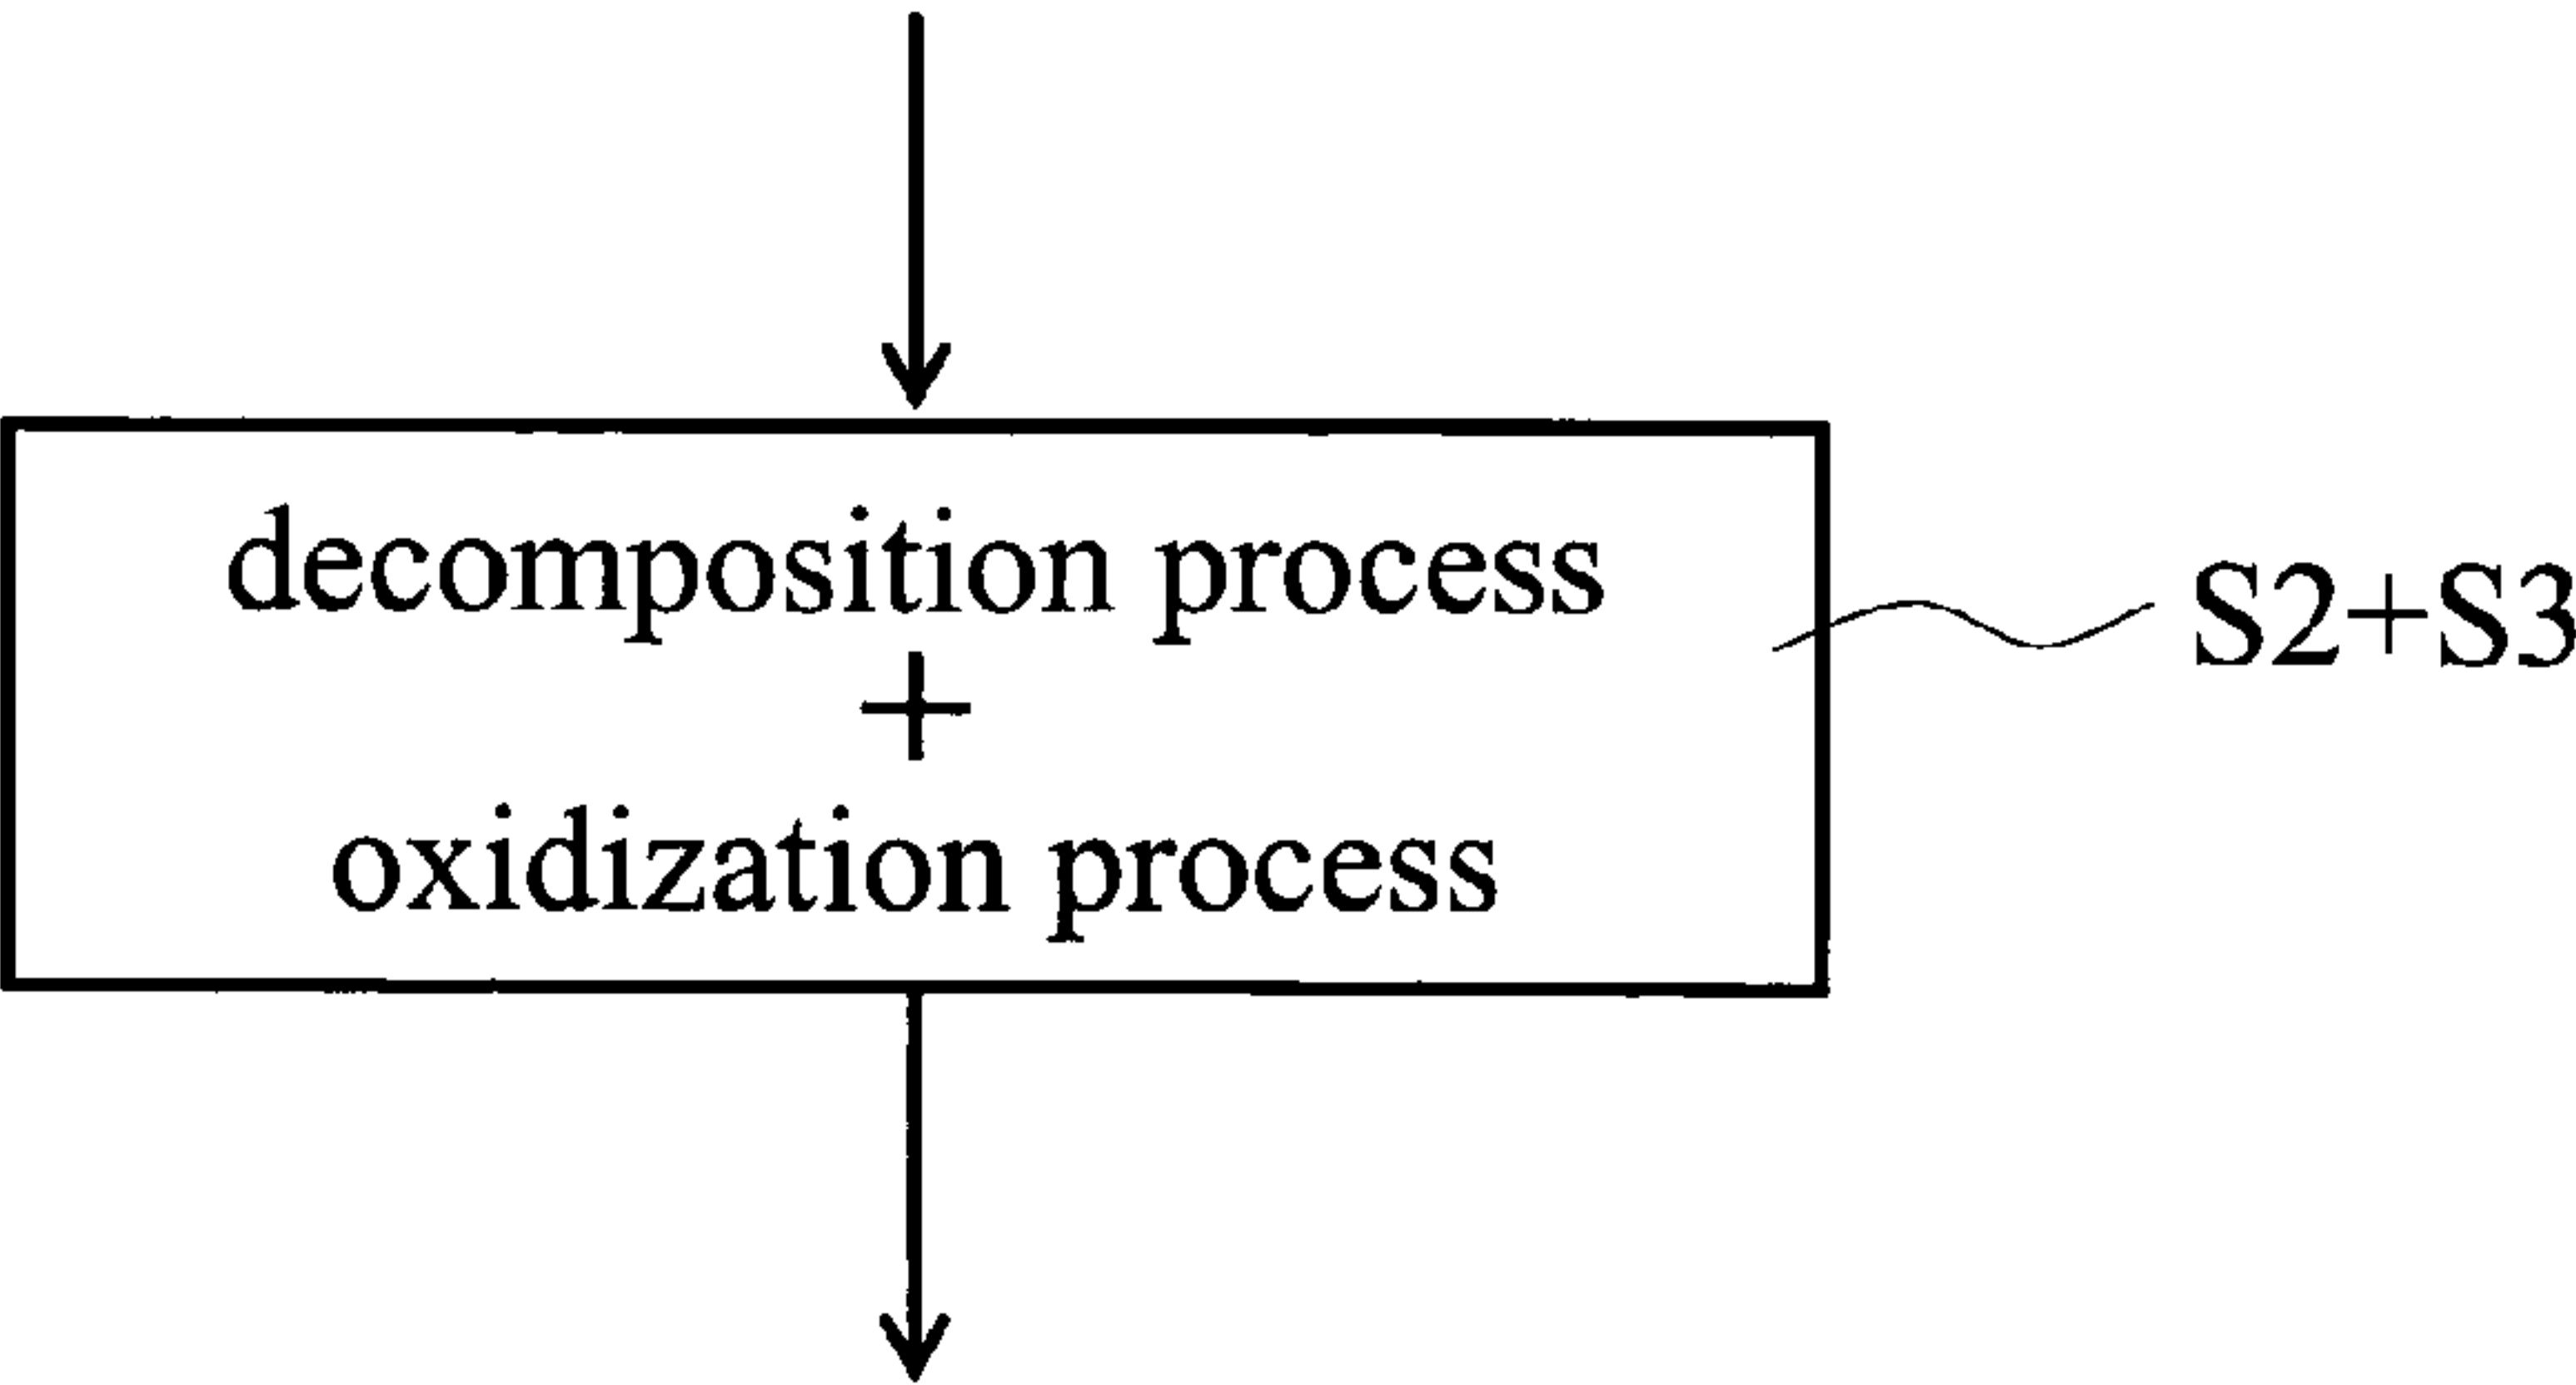 decomposition process
+
oxidization process
S2+S3